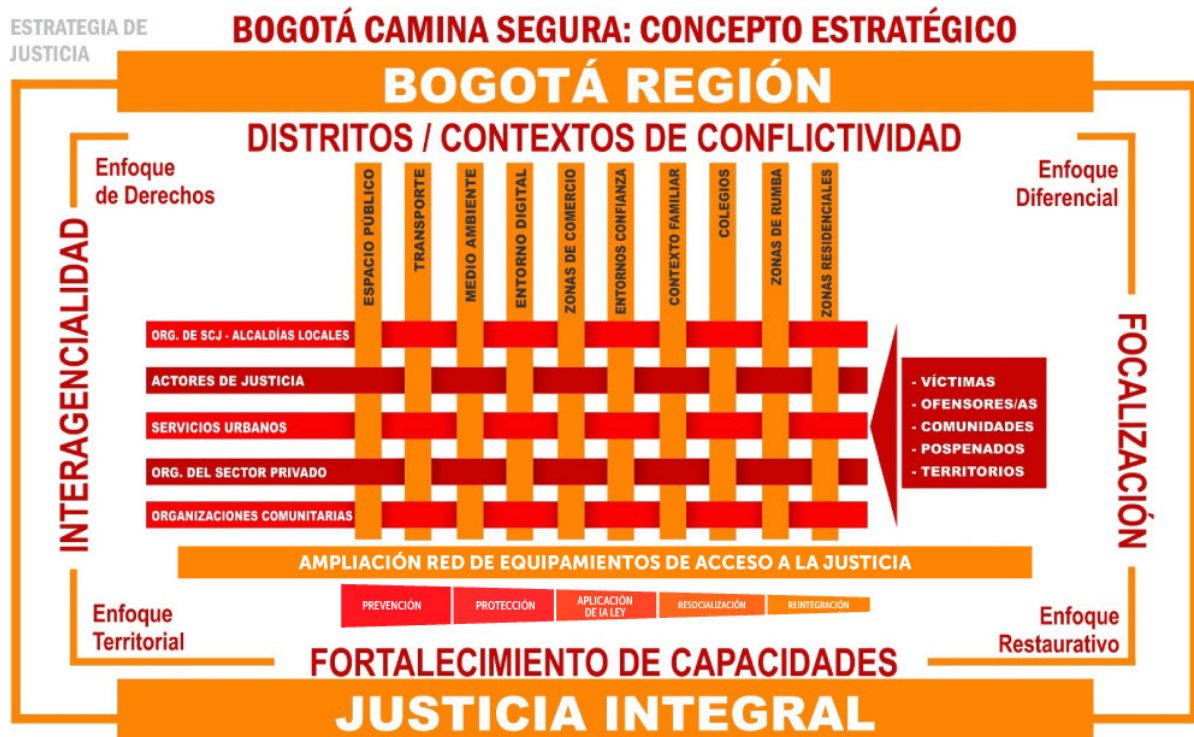 ESTRATEGIA DE
JUSTICIA
BOGOTÁ CAMINA SEGURA: CONCEPTO ESTRATÉGICO
BOGOTÁ REGIÓN
DISTRITOS / CONTEXTOS DE CONFLICTIVIDAD
Enfoque
de Derechos
Enfoque
Diferencial
INTERAGENCIALIDAD
FOCALIZACIÓN
ESPACIO PÚBLICO
TRANSPORTE
MEDIO AMBIENTE
ENTORNO DIGITAL
ZONAS DE COMERCIO
ENTORNOS CONFIANZA
CONTEXTO FAMILIAR
COLEGIOS
ZONAS DE RUMBA
ZONAS RESIDENCIALES
ORG. DE SCJ - ALCALDÍAS LOCALES
ACTORES DE JUSTICIA
SERVICIOS URBANOS
ORG. DEL SECTOR PRIVADO
ORGANIZACIONES COMUNITARIAS
- VÍCTIMAS
- OFENSORES/AS
- COMUNIDADES
- POSPENADOS
- TERRITORIOS
AMPLIACIÓN RED DE EQUIPAMIENTOS DE ACCESO A LA JUSTICIA
PREVENCIÓN
PROTECCIÓN
APLICACIÓN
DE lA LEY
RESOCIALIZACIÓN
REINTEGRACIÓN
Enfoque
Territorial
Enfoque
Restaurativo
FORTALECIMIENTO DE CAPACIDADES
JUSTICIA INTEGRAL